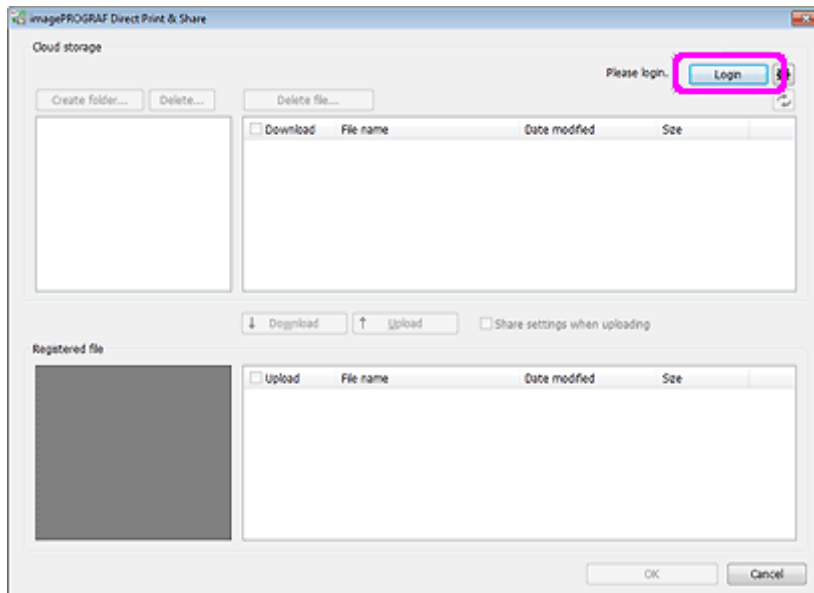 imagePROGRAF Direct Print & Share
Cloud storage
Please login. Login
Create folder... Delete... Delete file...
Download File name Date modified Size
Download Upload Share settings when uploading
Registered file
Upload File name Date modified Size
OK Cancel